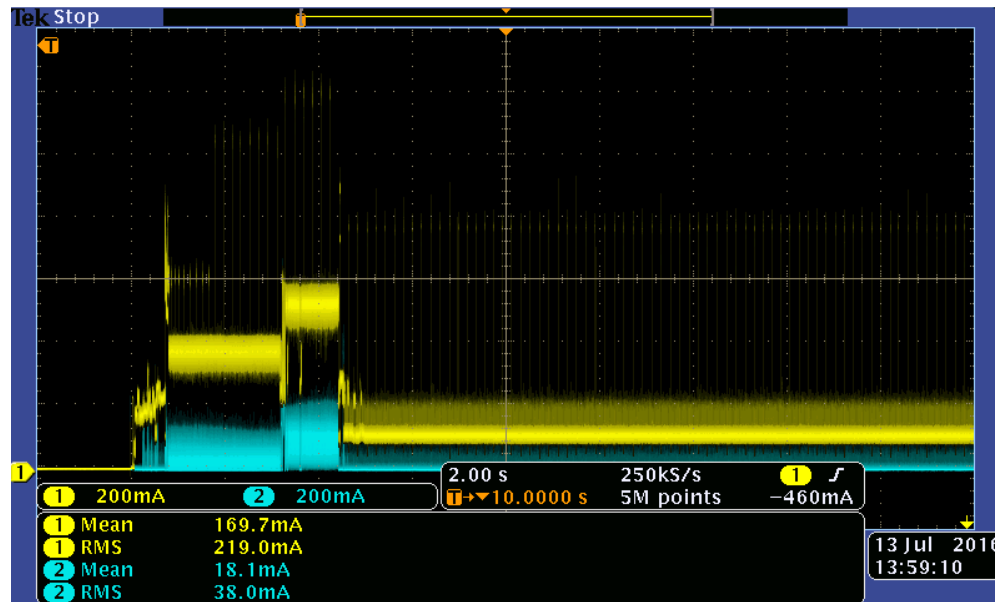 Tek Stop
T
T
1
1 200mA 2 200mA
2.00 s 250kS/s 1
T→▼10.0000 s 5M points −460mA
1 Mean 169.7mA
1 RMS 219.0mA
2 Mean 18.1mA
2 RMS 38.0mA
13 Jul 2016
13:59:10